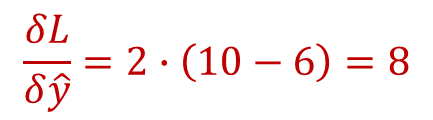 δL/δŷ = 2 · (10 − 6) = 8